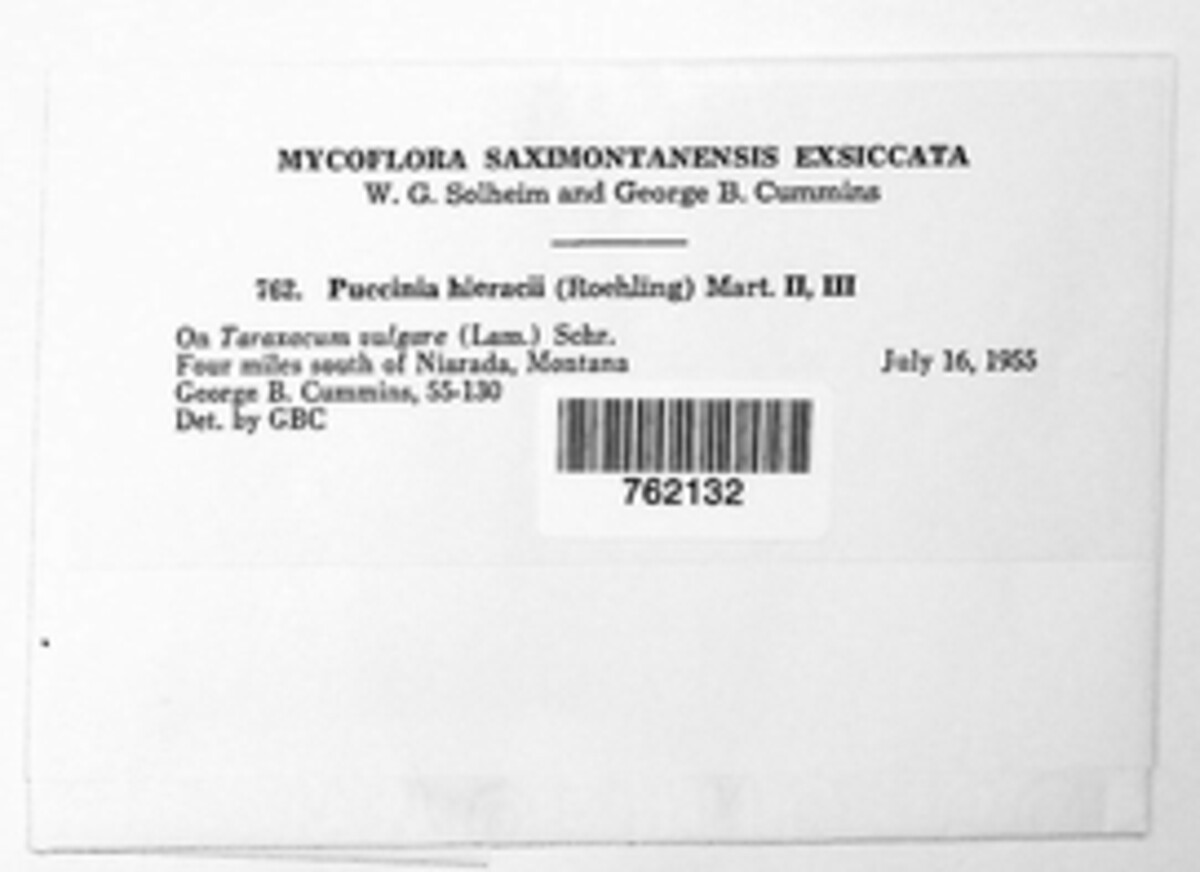 MYCOFLORA SAXIMONTANENSIS EXSICCATA
W. G. Solheim and George B. Cummins
762. Puccinia hieracii (Roehling) Mart. II, III
On Taraxacum vulgare (Lam.) Schr.
Four miles south of Niarada, Montana July 16, 1955
George B. Cummins, 55-130
Det. by GBC
762132